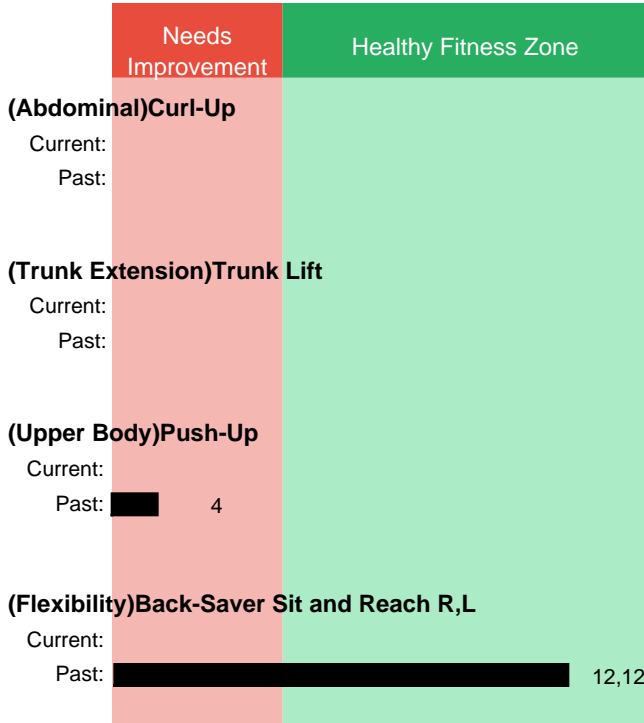 Needs
Improvement
Healthy Fitness Zone
(Abdominal)Curl-Up
Current:
Past:
(Trunk Extension)Trunk Lift
Current:
Past:
(Upper Body)Push-Up
Current:
Past: 4
(Flexibility)Back-Saver Sit and Reach R,L
Current:
Past: 12,12